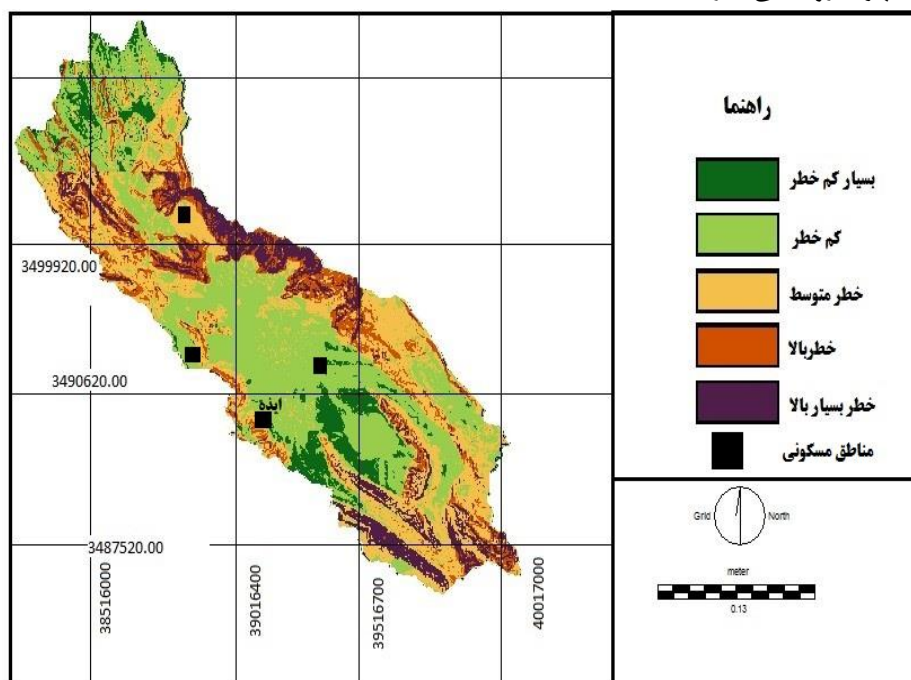 راهنما
بسیار کم خطر
کم خطر
خطر متوسط
خطربالا
خطر بسیار بالا
مناطق مسکونی
Grid
North
meter
0.13
3499920.00
3490620.00
ایذه
3487520.00
38516000
39016400
39516700
40017000